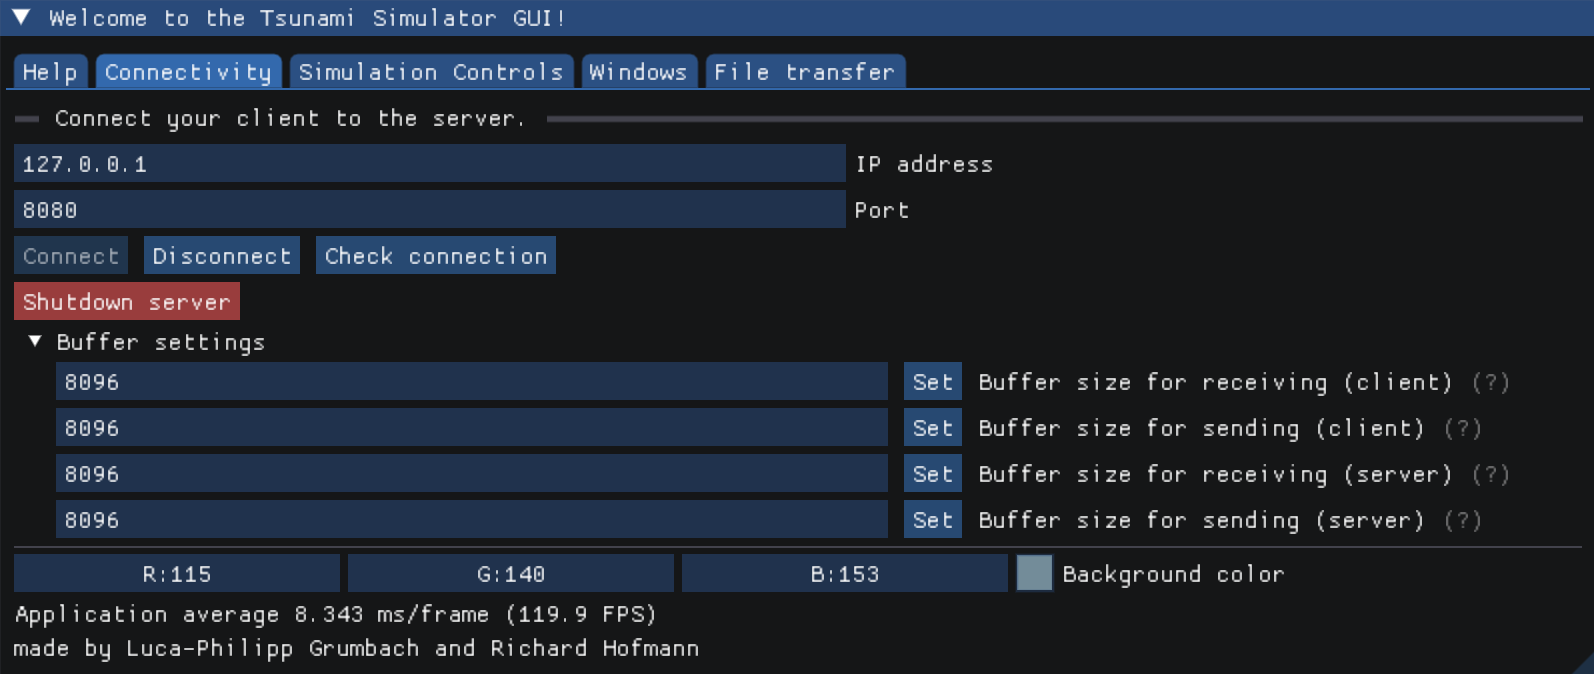 Welcome to the Tsunami Simulator GUI!
Help Connectivity Simulation Controls Windows File transfer
Connect your client to the server.
127.0.0.1 IP address
8080 Port
Connect Disconnect Check connection
Shutdown server
Buffer settings
8096 Set Buffer size for receiving (client) (?)
8096 Set Buffer size for sending (client) (?)
8096 Set Buffer size for receiving (server) (?)
8096 Set Buffer size for sending (server) (?)
R:115 G:140 B:153 Background color
Application average 8.343 ms/frame (119.9 FPS)
made by Luca-Philipp Grumbach and Richard Hofmann